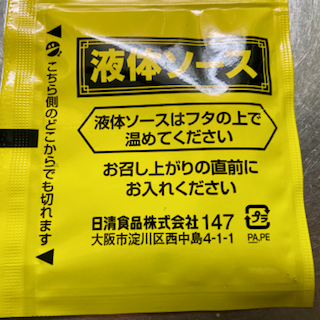 液体ソース
液体ソースはフタの上で
温めてください
お召し上がりの直前に
お入れください
日清食品株式会社 147
大阪市淀川区西中島4-1-1
プラ
PA,PE
こちら側のどこからでも切れます